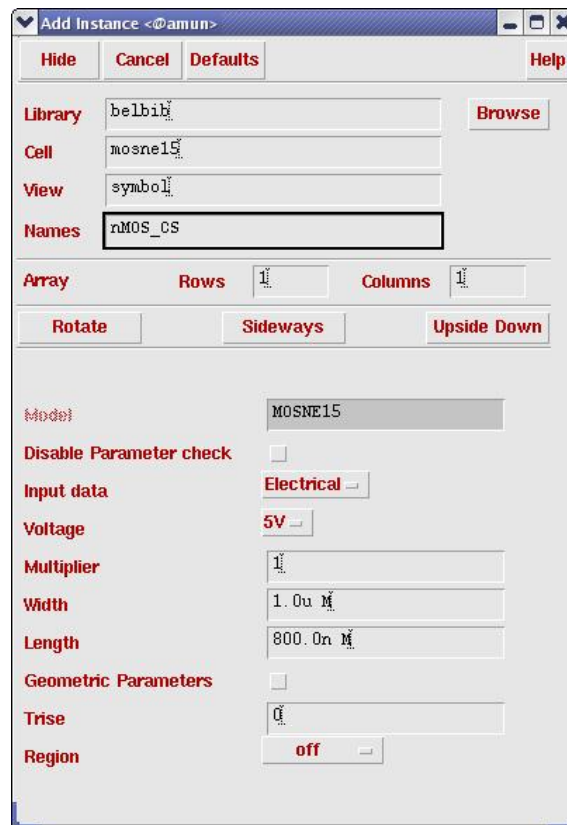 Add Instance <@amun>
Hide Cancel Defaults Help
Library belbib Browse
Cell mosne15
View symbol
Names nMOS_CS
Array Rows 1 Columns 1
Rotate Sideways Upside Down
Model MOSNE15
Disable Parameter check
Input data Electrical
Voltage 5V
Multiplier 1
Width 1.0u M
Length 800.0n M
Geometric Parameters
Trise 0
Region off